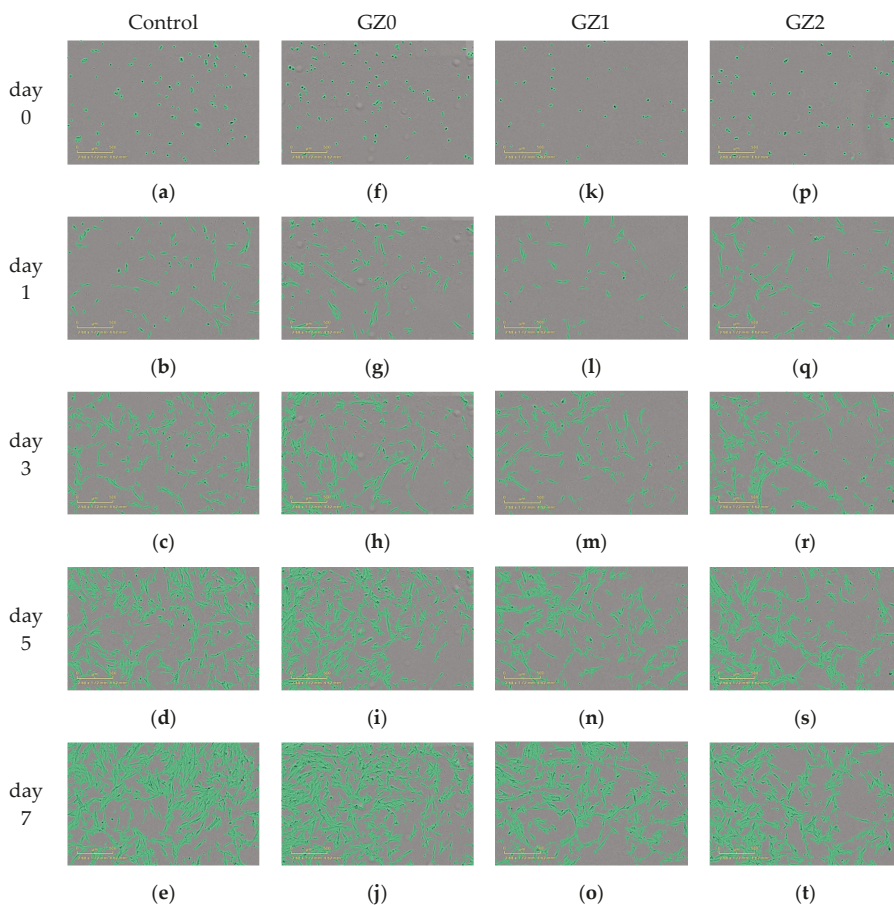 Control GZ0 GZ1 GZ2
day
0
(a) (f) (k) (p)
day
1
(b) (g) (l) (q)
day
3
(c) (h) (m) (r)
day
5
(d) (i) (n) (s)
day
7
(e) (j) (o) (t)